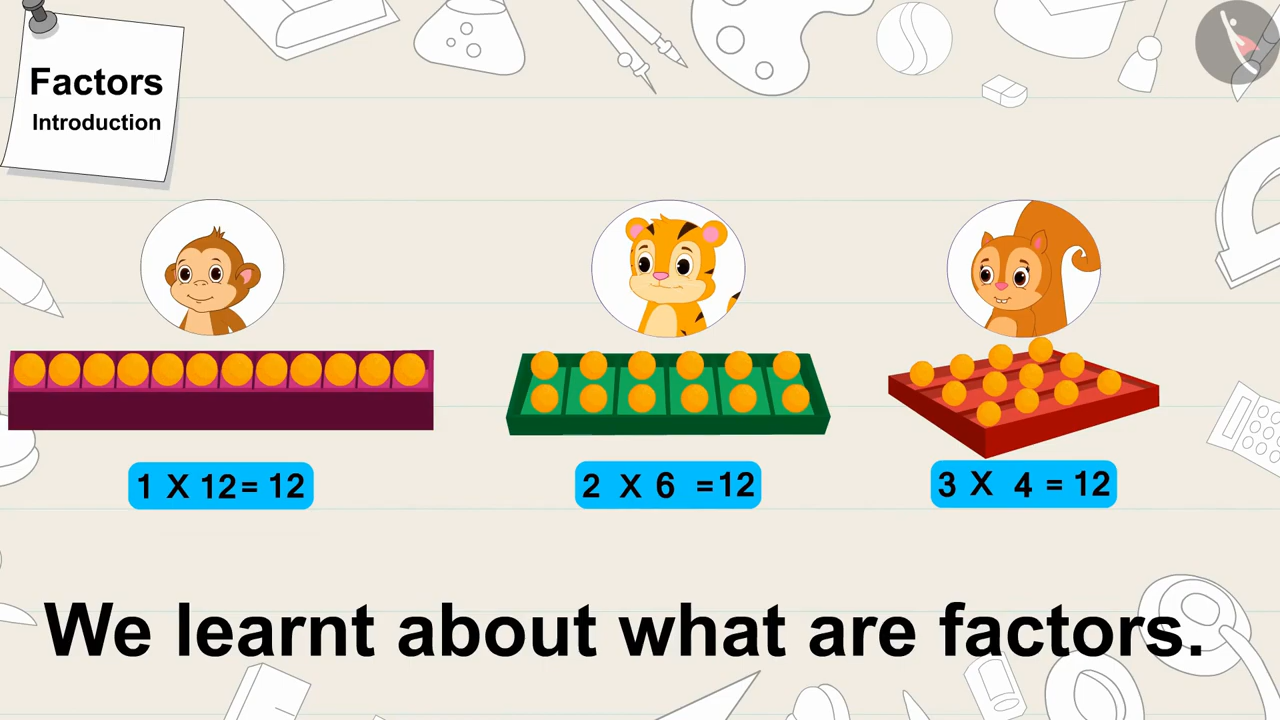 Factors
Introduction
1 X 12 = 12
2 X 6 = 12
3 X 4 = 12
We learnt about what are factors.